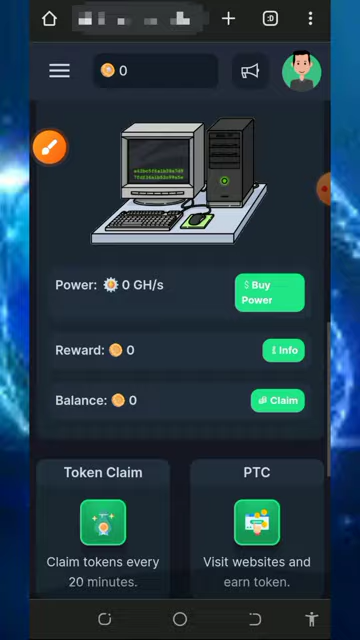 :D
0
Power: 0 GH/s
$ Buy
Power
Reward: 0
Info
Balance: 0
Claim
Token Claim
PTC
Claim tokens every
20 minutes.
Visit websites and
earn token.